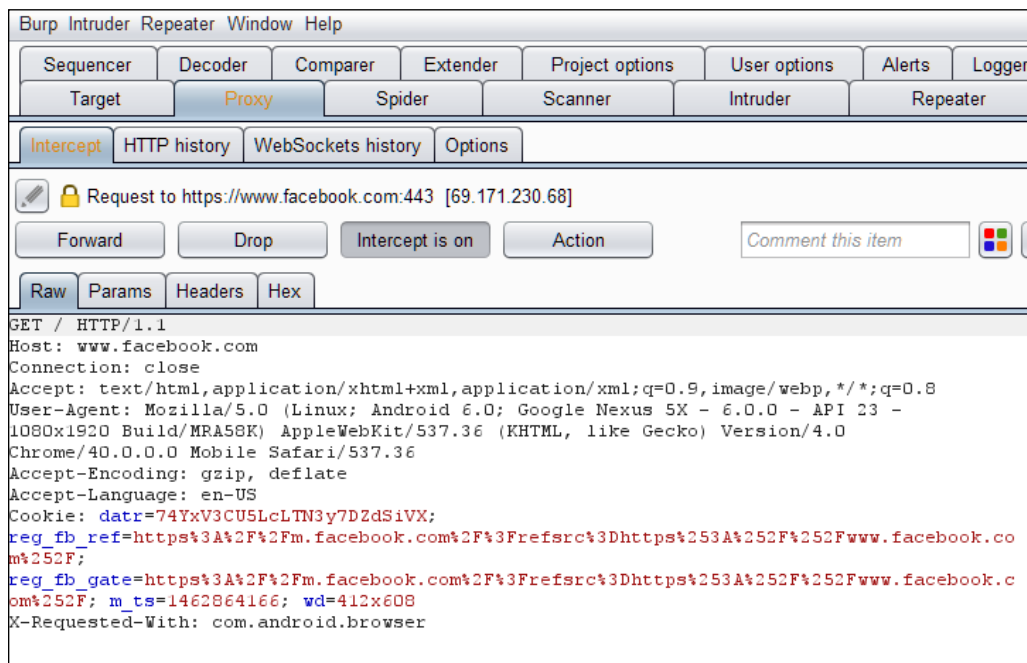 Burp Intruder Repeater Window Help
Sequencer Decoder Comparer Extender Project options User options Alerts Logger
Target Proxy Spider Scanner Intruder Repeater
Intercept HTTP history WebSockets history Options
Request to https://www.facebook.com:443 [69.171.230.68]
Forward Drop Intercept is on Action Comment this item
Raw Params Headers Hex
GET / HTTP/1.1
Host: www.facebook.com
Connection: close
Accept: text/html,application/xhtml+xml,application/xml;q=0.9,image/webp,*/*;q=0.8
User-Agent: Mozilla/5.0 (Linux; Android 6.0; Google Nexus 5X - 6.0.0 - API 23 -
1080x1920 Build/MRA58K) AppleWebKit/537.36 (KHTML, like Gecko) Version/4.0
Chrome/40.0.0.0 Mobile Safari/537.36
Accept-Encoding: gzip, deflate
Accept-Language: en-US
Cookie: datr=74YxV3CU5LcLTN3y7DZdSiVX;
reg_fb_ref=https%3A%2F%2Fm.facebook.com%2F%3Frefsrc%3Dhttps%253A%252F%252Fwww.facebook.co
m%252F;
reg_fb_gate=https%3A%2F%2Fm.facebook.com%2F%3Frefsrc%3Dhttps%253A%252F%252Fwww.facebook.c
om%252F; m_ts=1462864166; wd=412x608
X-Requested-With: com.android.browser